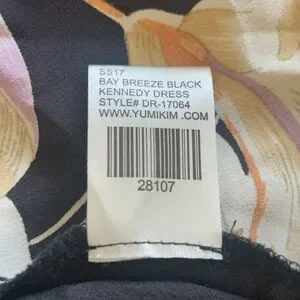 SS17
BAY BREEZE BLACK
KENNEDY DRESS
STYLE# DR-17064
WWW.YUMIKIM .COM
28107